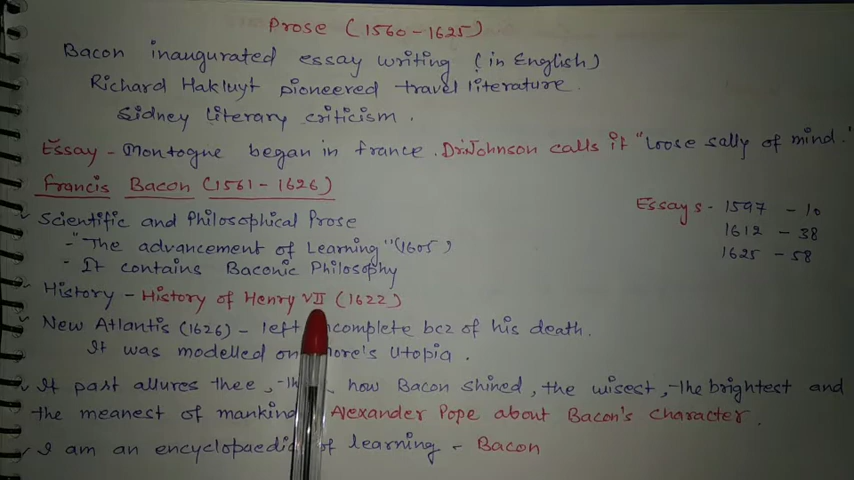 Prose (1560-1625)
Bacon inaugurated essay writing (in English)
Richard Hakluyt pioneered travel literature.
Sidney literary criticism.
Essay - Montogne began in france. Dr.Johnson calls it "loose sally of mind."
Francis Bacon (1561-1626)
Essays - 1597 - 10
1612 - 38
1625 - 58
Scientific and Philosophical Prose
- "The advancement of Learning" (1605)
- It contains Baconic Philosophy
History - History of Henry VII (1622)
New Atlantis (1626) - left incomplete bcz of his death.
It was modelled on More's Utopia.
If past allures thee, how Bacon shined, the wisest, the brightest and
the meanest of mankind Alexander Pope about Bacon's character.
I am an encyclopaedia of learning - Bacon